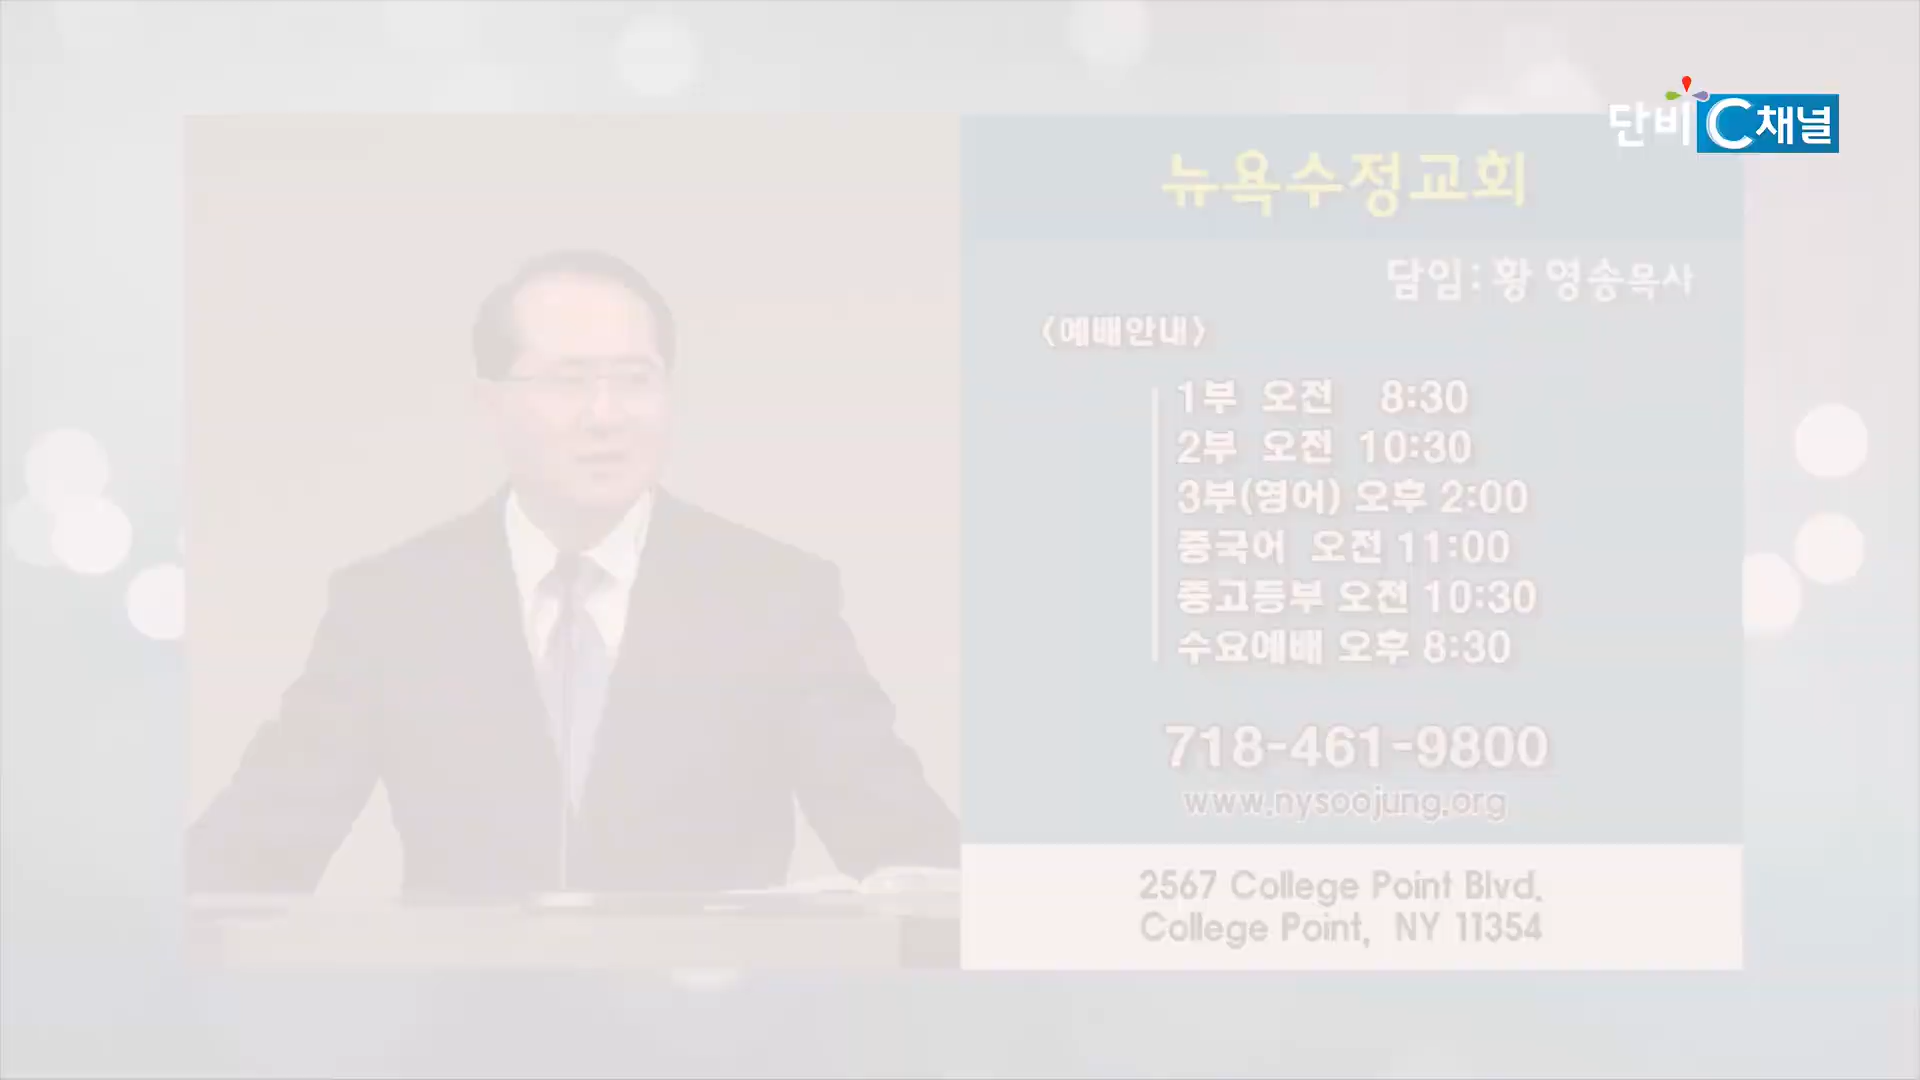 단비 C채널
뉴욕수정교회
담임:황 영송목사
<예배안내>
1부 오전 8:30
2부 오전 10:30
3부(영어) 오후 2:00
중국어 오전 11:00
중고등부 오전 10:30
수요예배 오후 8:30
718-461-9800
www.nysoojung.org
2567 College Point Blvd.
College Point, NY 11354